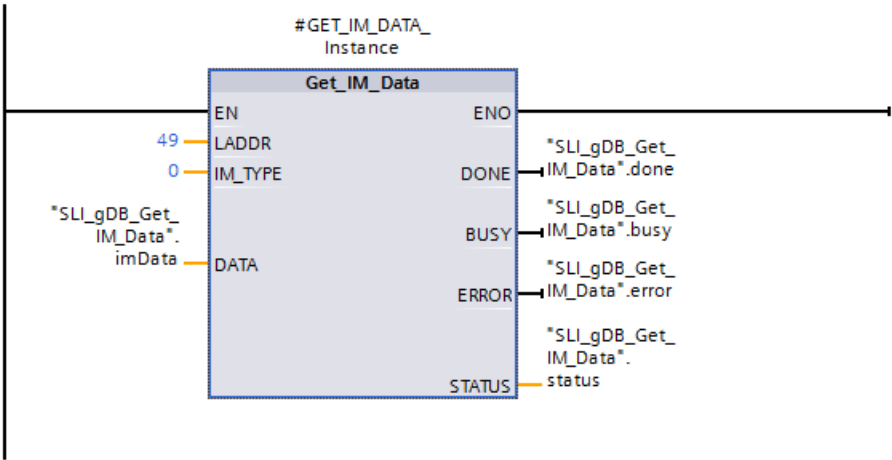 #GET_IM_DATA_
Instance
Get_IM_Data
EN
ENO
49
LADDR
0
IM_TYPE
"SLI_gDB_Get_
IM_Data".
imData
DATA
DONE
"SLI_gDB_Get_
IM_Data".done
BUSY
"SLI_gDB_Get_
IM_Data".busy
ERROR
"SLI_gDB_Get_
IM_Data".error
STATUS
"SLI_gDB_Get_
IM_Data".
status